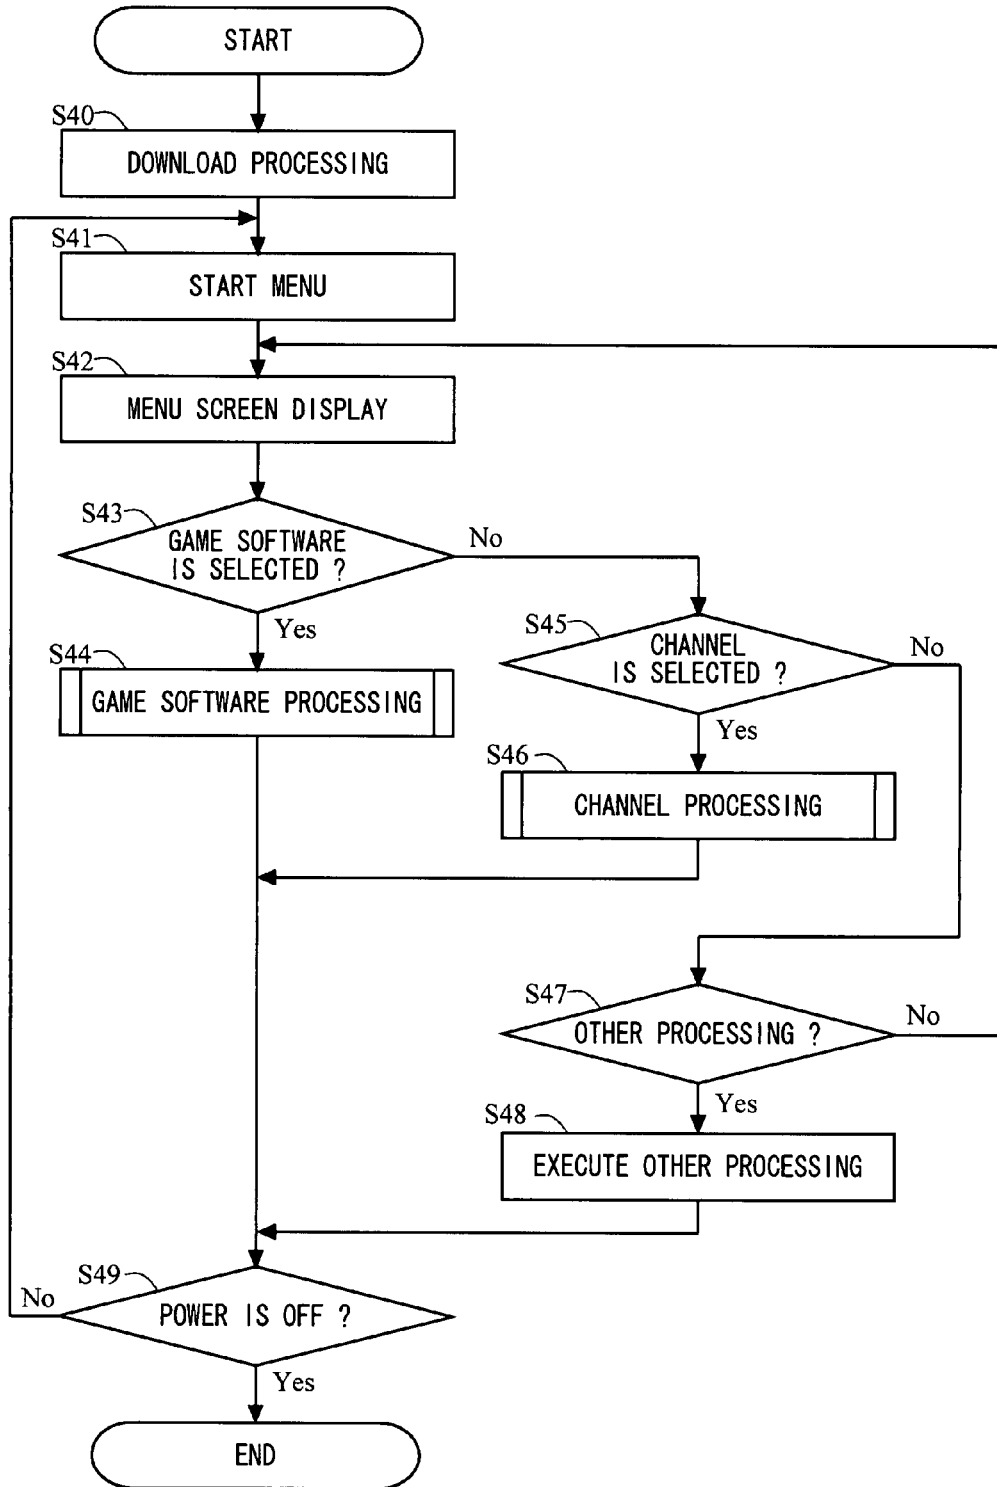 START
S40
DOWNLOAD PROCESSING
S41
START MENU
S42
MENU SCREEN DISPLAY
S43
GAME SOFTWARE
IS SELECTED ?
No
Yes
S45
CHANNEL
IS SELECTED ?
No
Yes
S44
GAME SOFTWARE PROCESSING
S46
CHANNEL PROCESSING
S47
OTHER PROCESSING ?
No
Yes
S48
EXECUTE OTHER PROCESSING
S49
No
POWER IS OFF ?
Yes
END